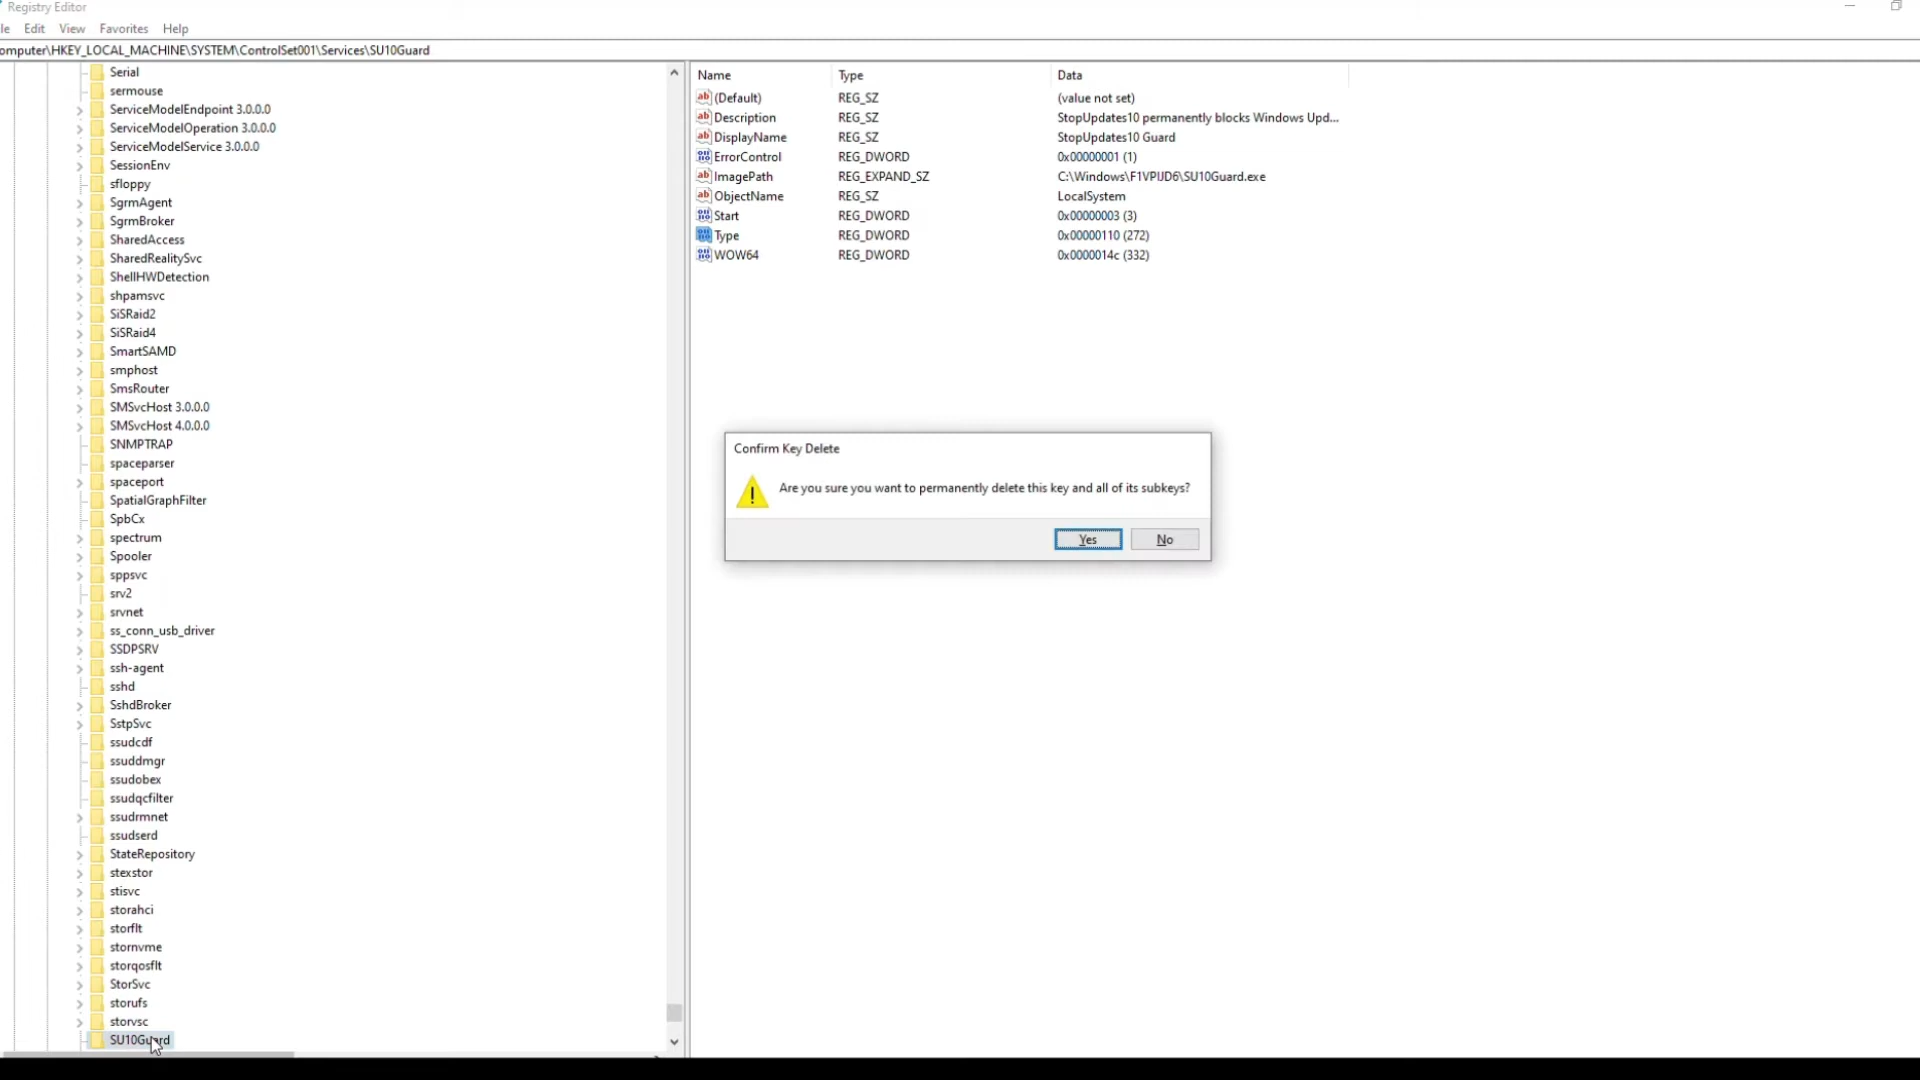 Registry Editor
le Edit View Favorites Help
omputer\HKEY_LOCAL_MACHINE\SYSTEM\ControlSet001\Services\SU10Guard
Serial
sermouse
ServiceModelEndpoint 3.0.0.0
ServiceModelOperation 3.0.0.0
ServiceModelService 3.0.0.0
SessionEnv
sfloppy
SgrmAgent
SgrmBroker
SharedAccess
SharedRealitySvc
ShellHWDetection
shpamsvc
SiSRaid2
SiSRaid4
SmartSAMD
smphost
SmsRouter
SMSvcHost 3.0.0.0
SMSvcHost 4.0.0.0
SNMPTRAP
spaceparser
spaceport
SpatialGraphFilter
SpbCx
spectrum
Spooler
sppsvc
srv2
srvnet
ss_conn_usb_driver
SSDPSRV
ssh-agent
sshd
SshdBroker
SstpSvc
ssudcdf
ssuddmgr
ssudobex
ssudqcfilter
ssudrmnet
ssudserd
StateRepository
stexstor
stisvc
storahci
storflt
stornvme
storqosflt
StorSvc
storufs
storvsc
SU10Guard
Name Type Data
(Default) REG_SZ (value not set)
Description REG_SZ StopUpdates10 permanently blocks Windows Upd...
DisplayName REG_SZ StopUpdates10 Guard
ErrorControl REG_DWORD 0x00000001 (1)
ImagePath REG_EXPAND_SZ C:\Windows\F1VPIJD6\SU10Guard.exe
ObjectName REG_SZ LocalSystem
Start REG_DWORD 0x00000003 (3)
Type REG_DWORD 0x00000110 (272)
WOW64 REG_DWORD 0x0000014c (332)
Confirm Key Delete
Are you sure you want to permanently delete this key and all of its subkeys?
Yes No